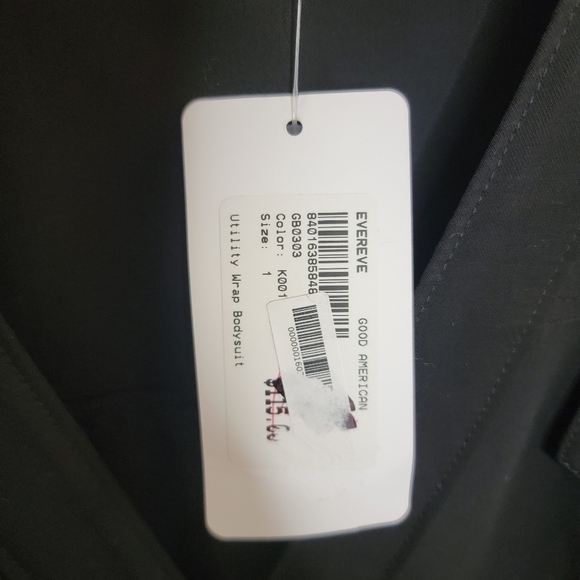 EVEREVE GOOD AMERICAN
84016385848
GB0303
Color: K001
Size: 1
Utility Wrap Bodysuit